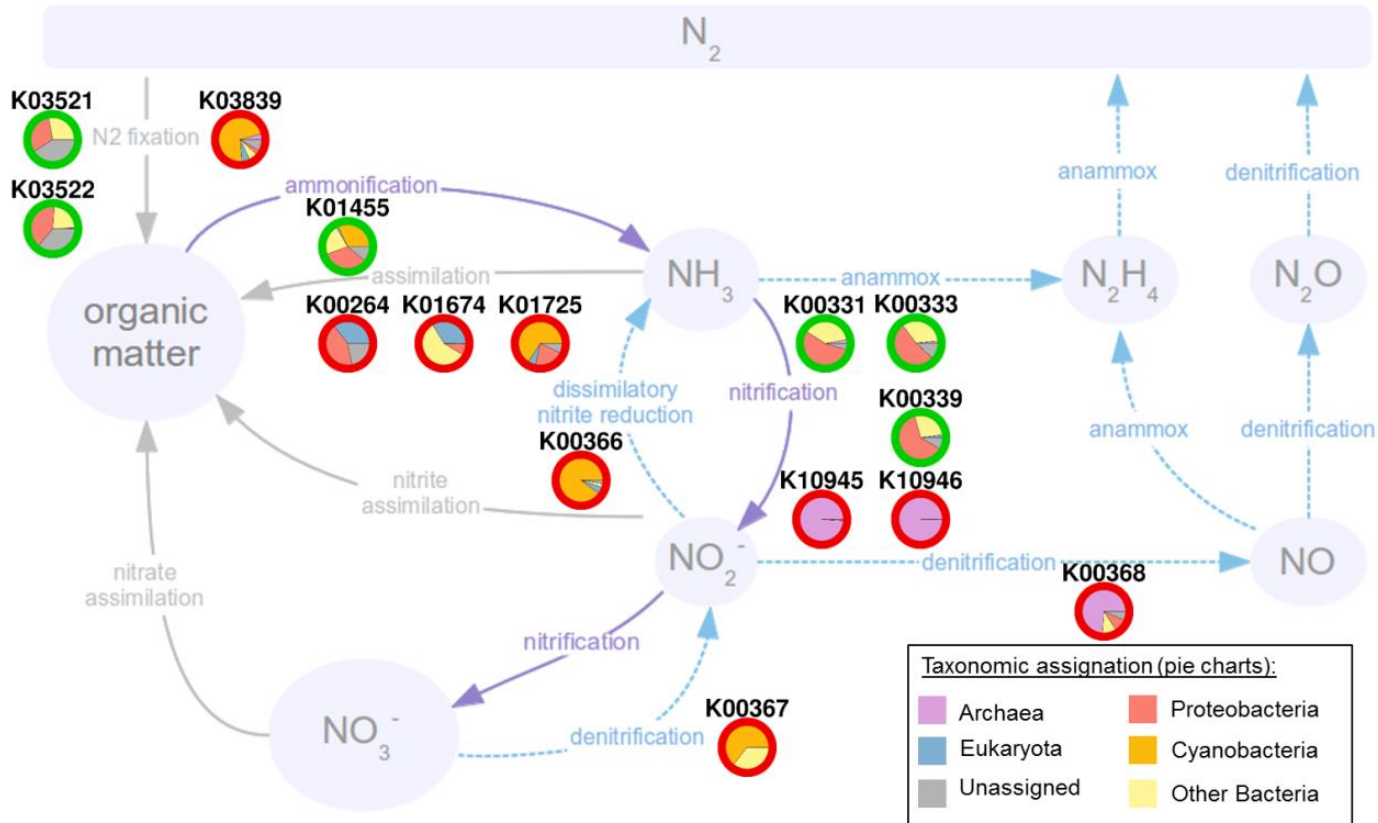 N2
K03521
K03839
N2 fixation
K03522
ammonification
K01455
assimilation
NH3
anammox
anammox
denitrification
N2H4
N2O
organic
matter
K00264
K01674
K01725
K00331
K00333
dissimilatory
nitrite reduction
nitrification
K00339
anammox
denitrification
K00366
K10945
K10946
nitrite
assimilation
NO2-
denitrification
NO
K00368
nitrate
assimilation
nitrification
NO3-
denitrification
K00367
Taxonomic assignation (pie charts):
Archaea
Proteobacteria
Eukaryota
Cyanobacteria
Unassigned
Other Bacteria